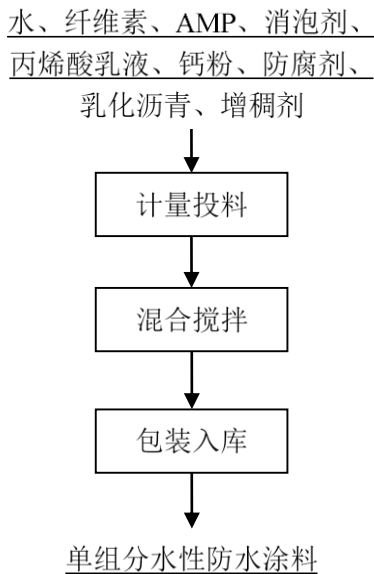 水、纤维素、AMP、消泡剂、
丙烯酸乳液、钙粉、防腐剂、
乳化沥青、增稠剂
计量投料
混合搅拌
包装入库
单组分水性防水涂料